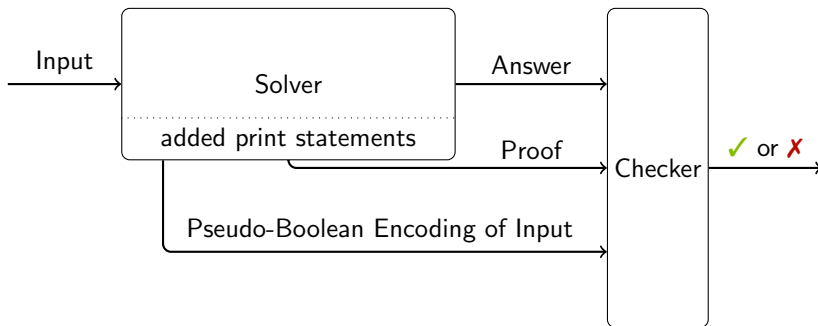 Input
Solver
added print statements
Answer
Proof
Pseudo-Boolean Encoding of Input
Checker
✓ or ✗